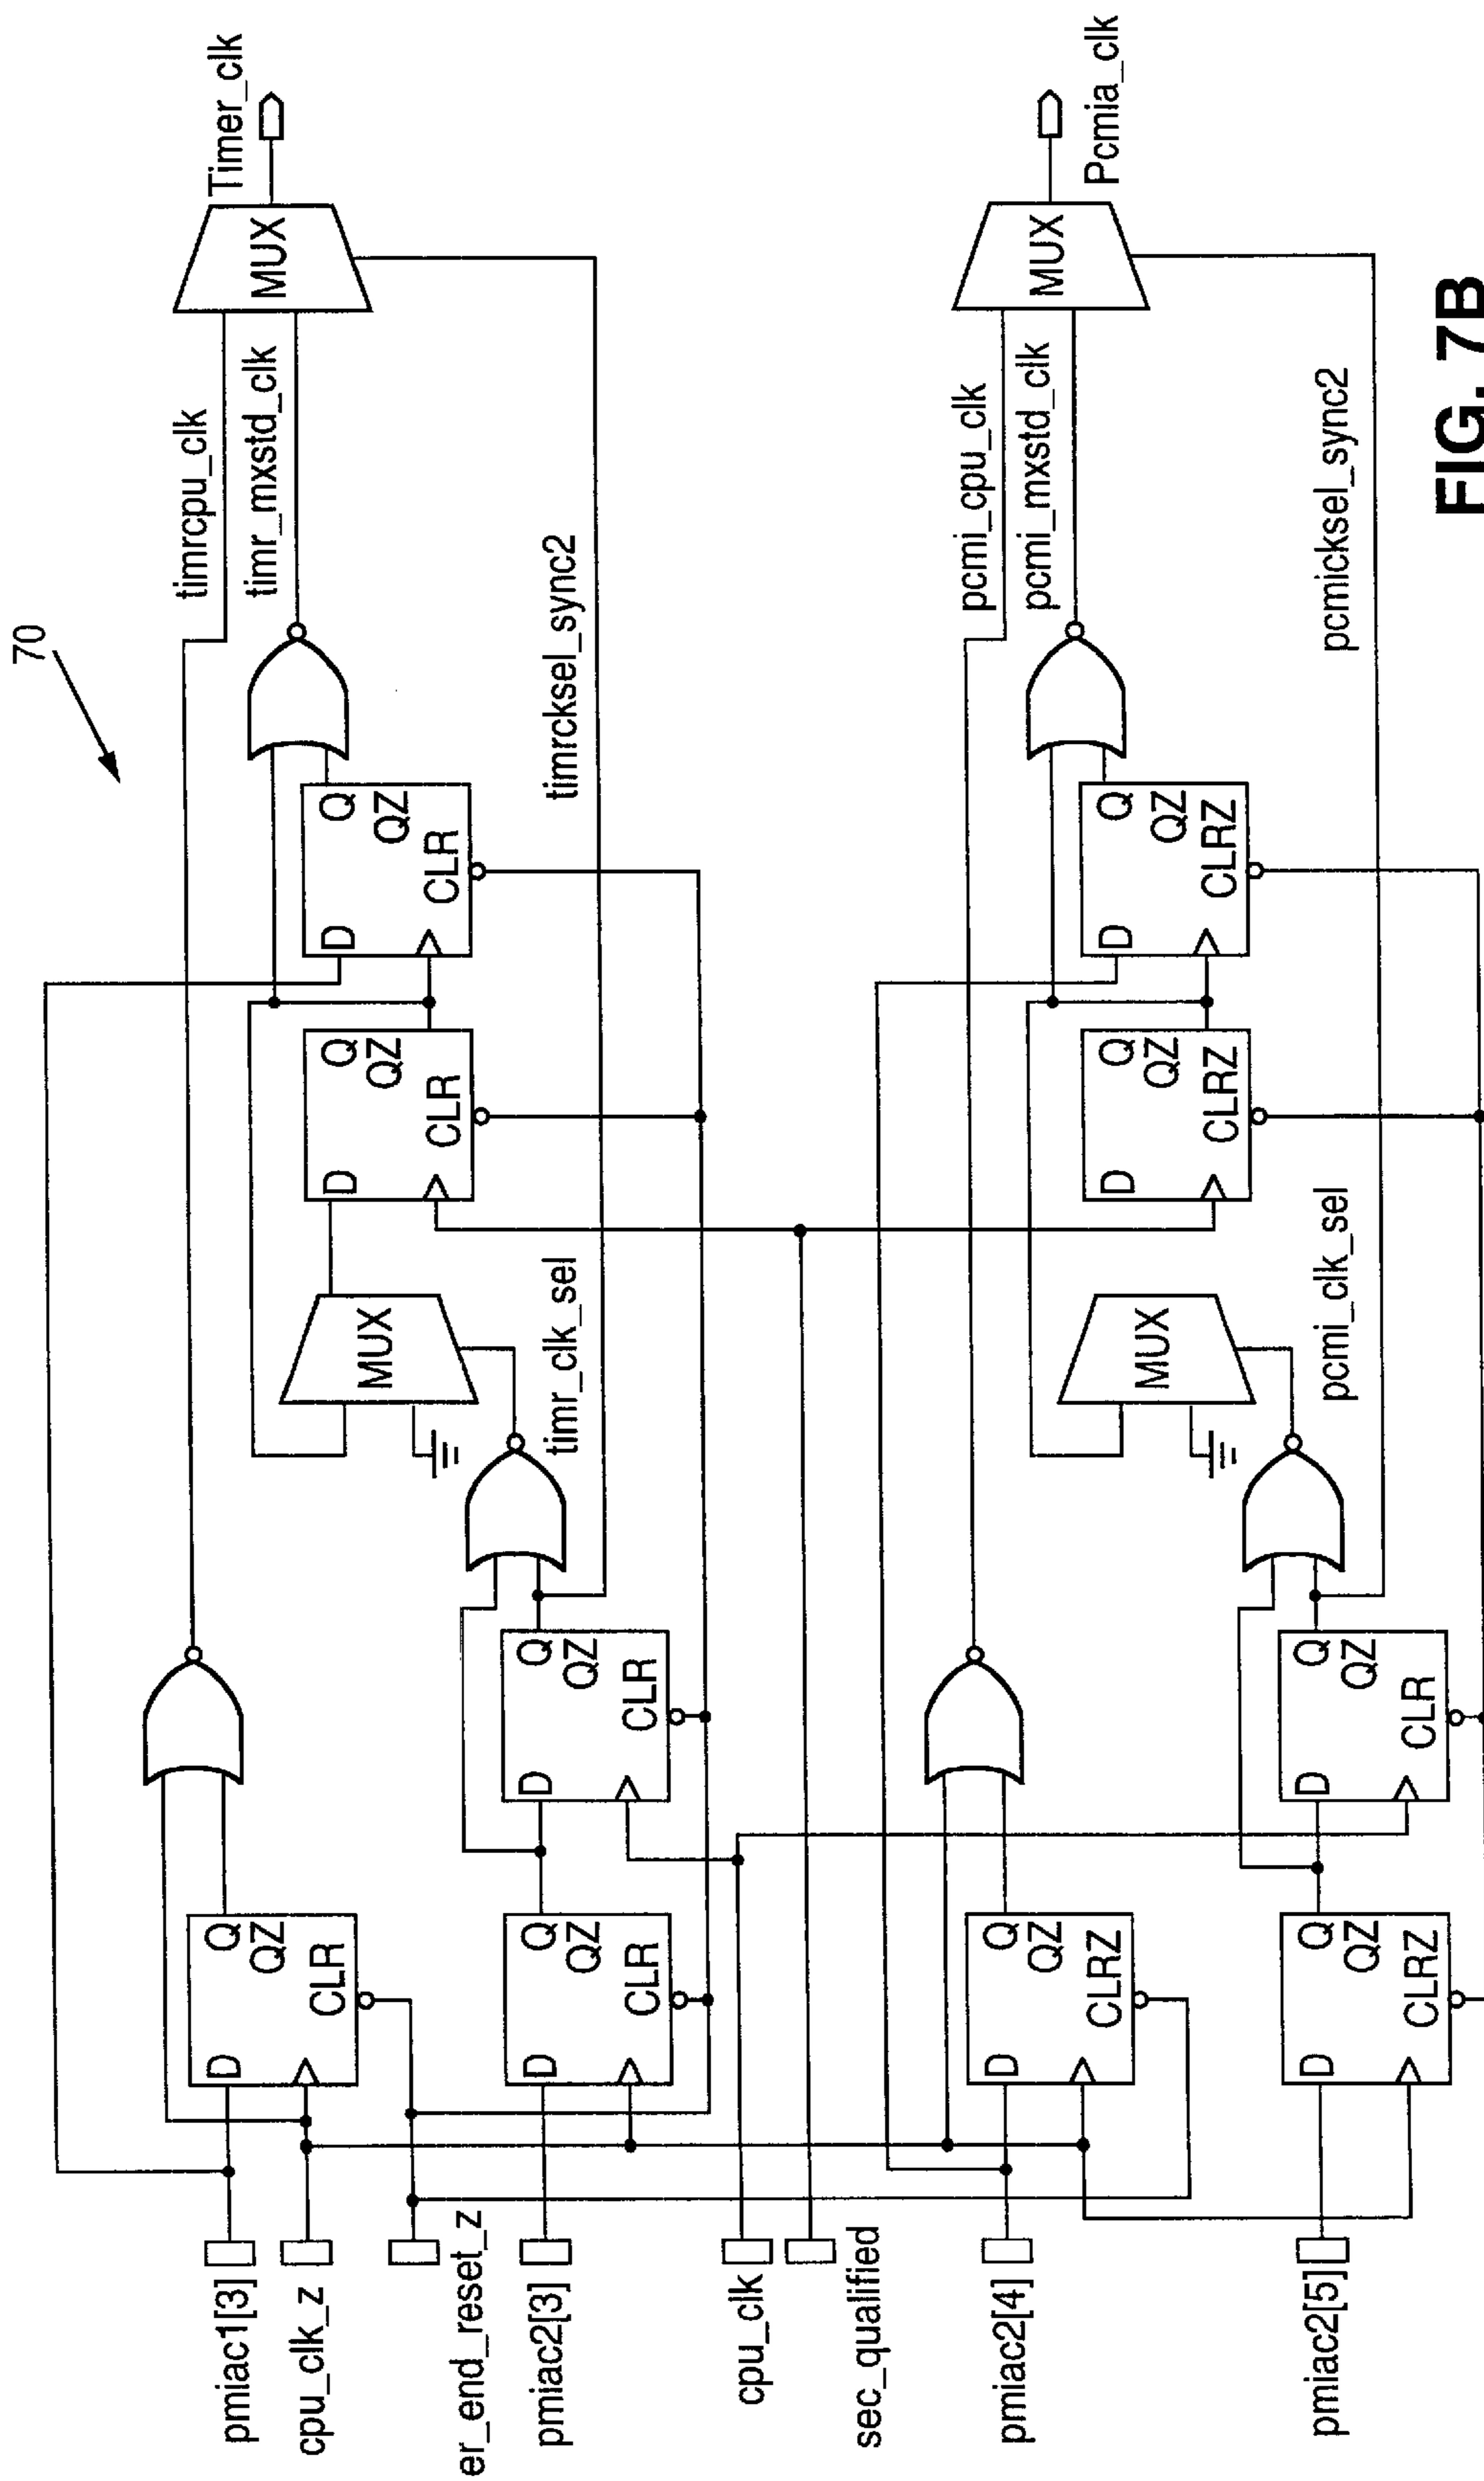 70
pmiac1[3]
cpu_clk_z
er_end_reset_z
pmiac2[3]
cpu_clk
sec_qualified
pmiac2[4]
pmiac2[5]
D Q
QZ
CLR
D Q
QZ
CLR
D Q
QZ
CLR
timr_clk_sel
MUX
D Q
QZ
CLR
D Q
QZ
CLR
timrcpu_clk
timr_mxstd_clk
timrcksel_sync2
MUX
Timer_clk
D Q
QZ
CLRZ
D Q
QZ
CLRZ
D Q
QZ
CLR
pcmi_clk_sel
MUX
D Q
QZ
CLRZ
D Q
QZ
CLRZ
pcmi_cpu_clk
pcmi_mxstd_clk
pcmicksel_sync2
MUX
Pcmia_clk
FIG. 7B